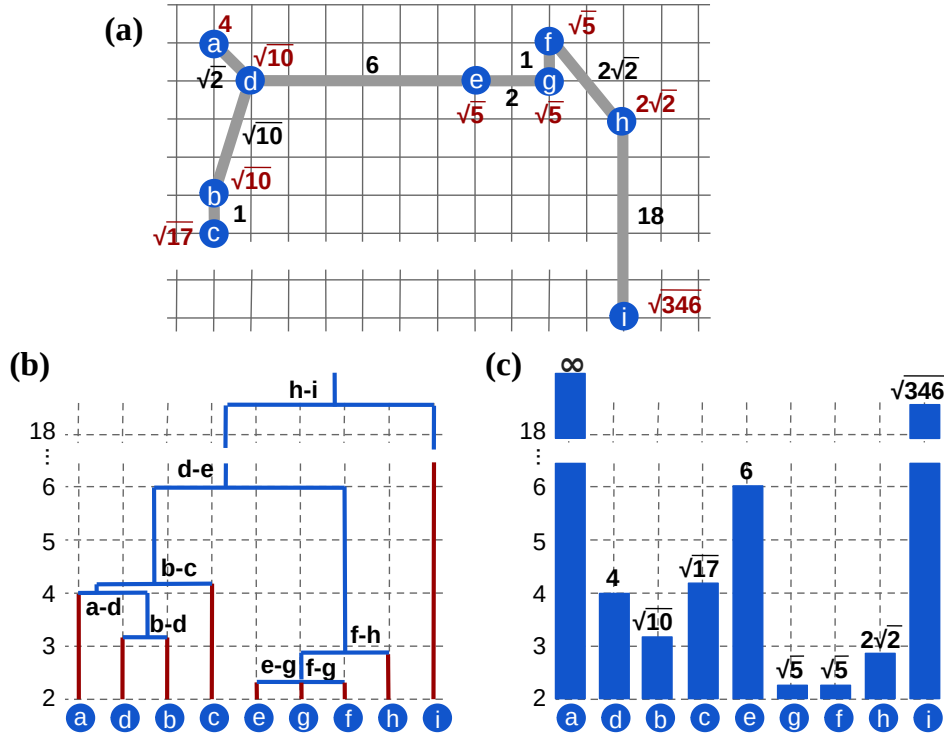 (a)
4
√5
a
√10
f
6
1
2√2
√2
d
e
g
2√2
2
√5
√5
h
√10
√10
b
1
18
√17
c
√346
i
(b)
(c)
∞
h-i
√346
18
18
⋮
⋮
d-e
6
6
6
5
5
b-c
√17
4
4
4
a-d
b-d
√10
3
f-h
3
2√2
e-g
f-g
√5
√5
2
2
a
d
b
c
e
g
f
h
i
a
d
b
c
e
g
f
h
i